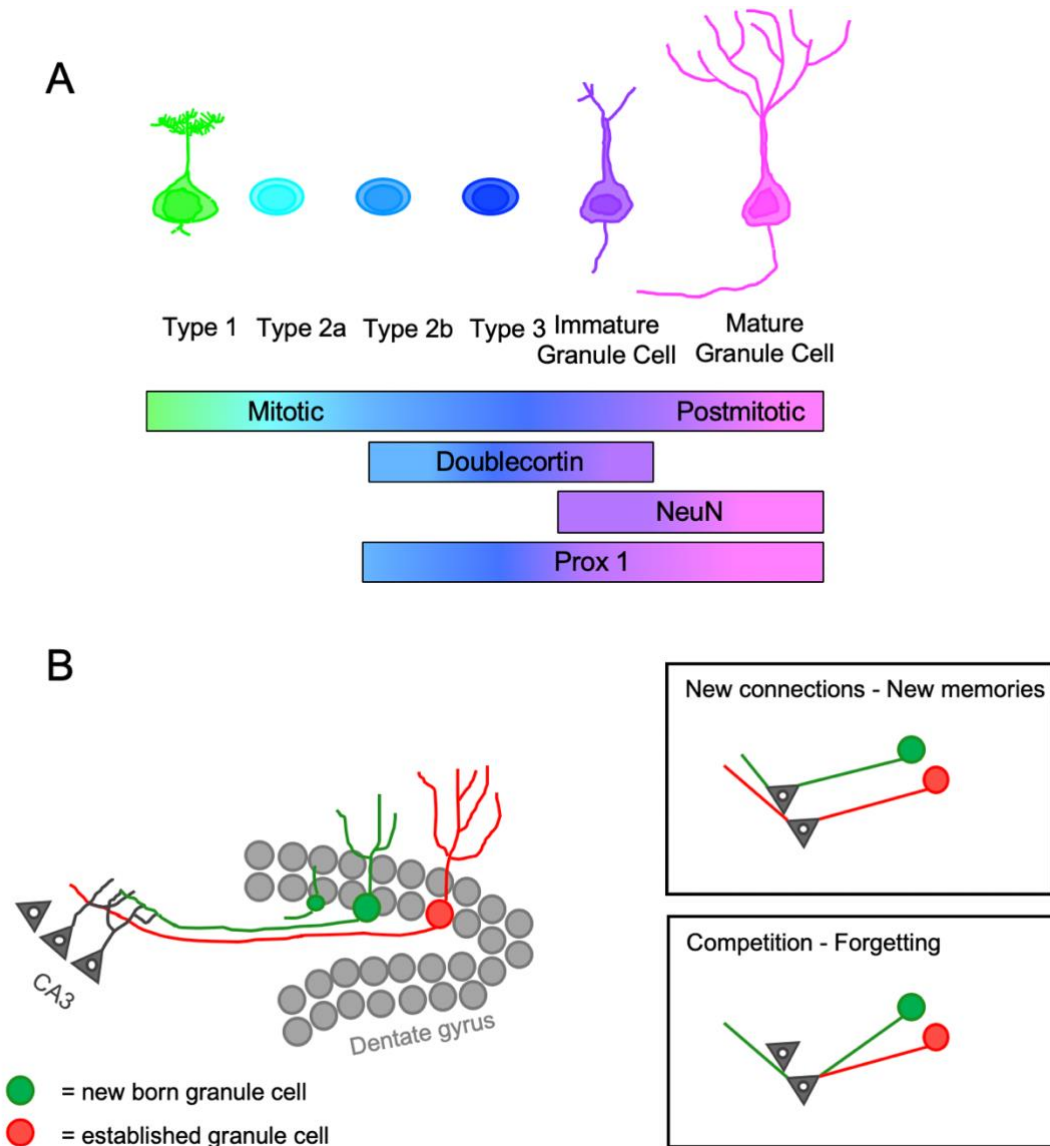 A
Type 1
Type 2a
Type 2b
Type 3
Immature
Granule Cell
Mature
Granule Cell
Mitotic
Postmitotic
Doublecortin
NeuN
Prox 1
B
CA3
Dentate gyrus
= new born granule cell
= established granule cell
New connections - New memories
Competition - Forgetting